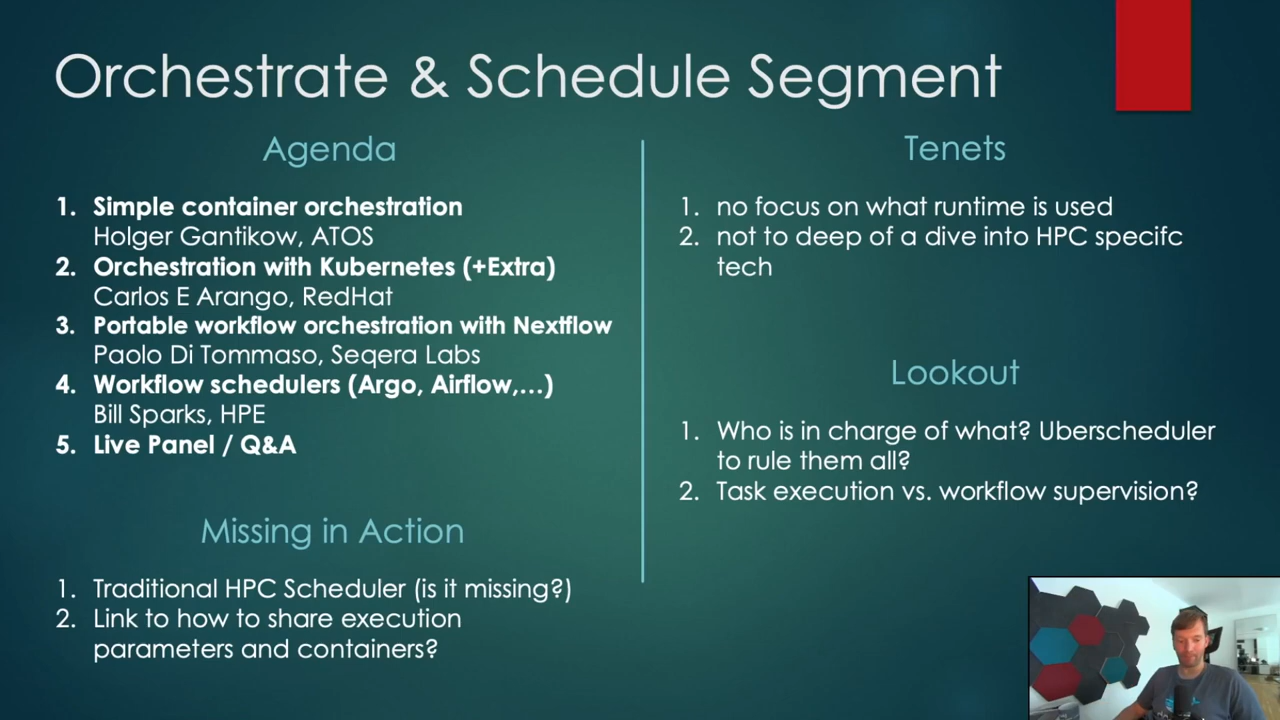 Orchestrate & Schedule Segment
Agenda
1. Simple container orchestration
Holger Gantikow, ATOS
2. Orchestration with Kubernetes (+Extra)
Carlos E Arango, RedHat
3. Portable workflow orchestration with Nextflow
Paolo Di Tommaso, Seqera Labs
4. Workflow schedulers (Argo, Airflow,...)
Bill Sparks, HPE
5. Live Panel / Q&A
Missing in Action
1. Traditional HPC Scheduler (is it missing?)
2. Link to how to share execution
parameters and containers?
Tenets
1. no focus on what runtime is used
2. not to deep of a dive into HPC specifc
tech
Lookout
1. Who is in charge of what? Uberscheduler
to rule them all?
2. Task execution vs. workflow supervision?